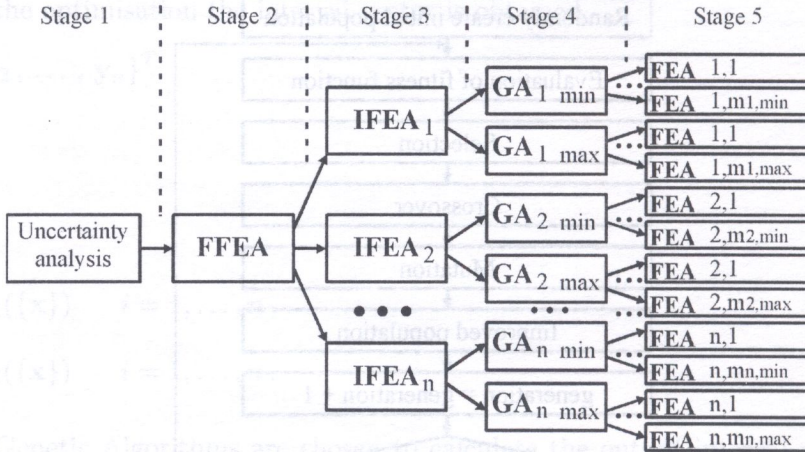 Stage 1 Stage 2 Stage 3 Stage 4 Stage 5
Uncertainty
analysis
FFEA
IFEA1
IFEA2
IFEAn
GA1 min
GA1 max
GA2 min
GA2 max
GAn min
GAn max
FEA 1,1
FEA 1,m1,min
FEA 1,1
FEA 1,m1,max
FEA 2,1
FEA 2,m2,min
FEA 2,1
FEA 2,m2,max
FEA n,1
FEA n,mn,min
FEA n,1
FEA n,mn,max